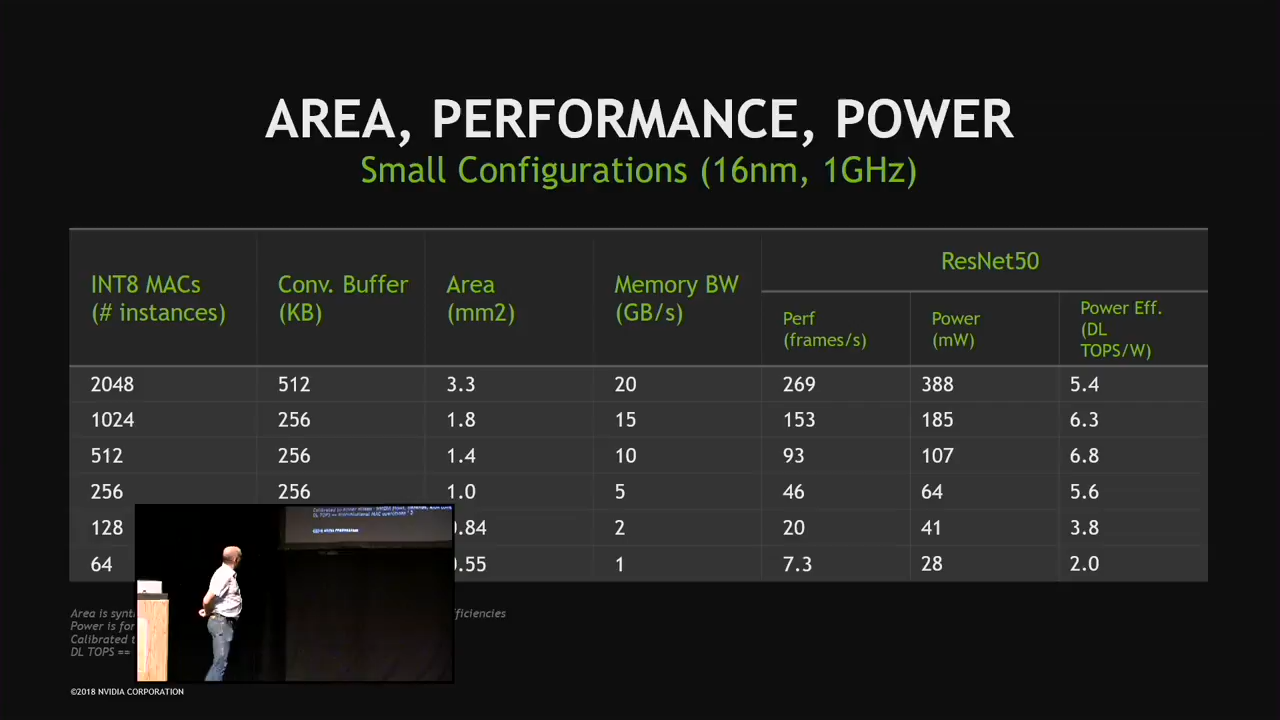 AREA, PERFORMANCE, POWER
Small Configurations (16nm, 1GHz)
INT8 MACs (# instances) Conv. Buffer (KB) Area (mm2) Memory BW (GB/s) ResNet50
Perf (frames/s) Power (mW) Power Eff. (DL TOPS/W)
2048 512 3.3 20 269 388 5.4
1024 256 1.8 15 153 185 6.3
512 256 1.4 10 93 107 6.8
256 256 1.0 5 46 64 5.6
128 .84 2 20 41 3.8
64 .55 1 7.3 28 2.0
Area is
Power is for
Calibrated
DL TOPS ==
©2018 NVIDIA CORPORATION